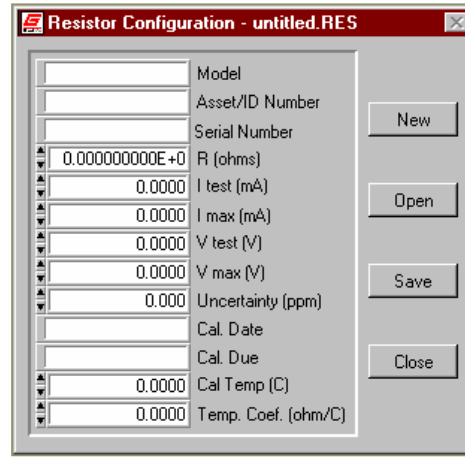 Resistor Configuration - untitled.RES
Model
Asset/ID Number
Serial Number
0.000000000E+0 R (ohms)
0.0000 I test (mA)
0.0000 I max (mA)
0.0000 V test (V)
0.0000 V max (V)
0.000 Uncertainty (ppm)
Cal. Date
Cal. Due
0.0000 Cal Temp (C)
0.0000 Temp. Coef. (ohm/C)
New
Open
Save
Close